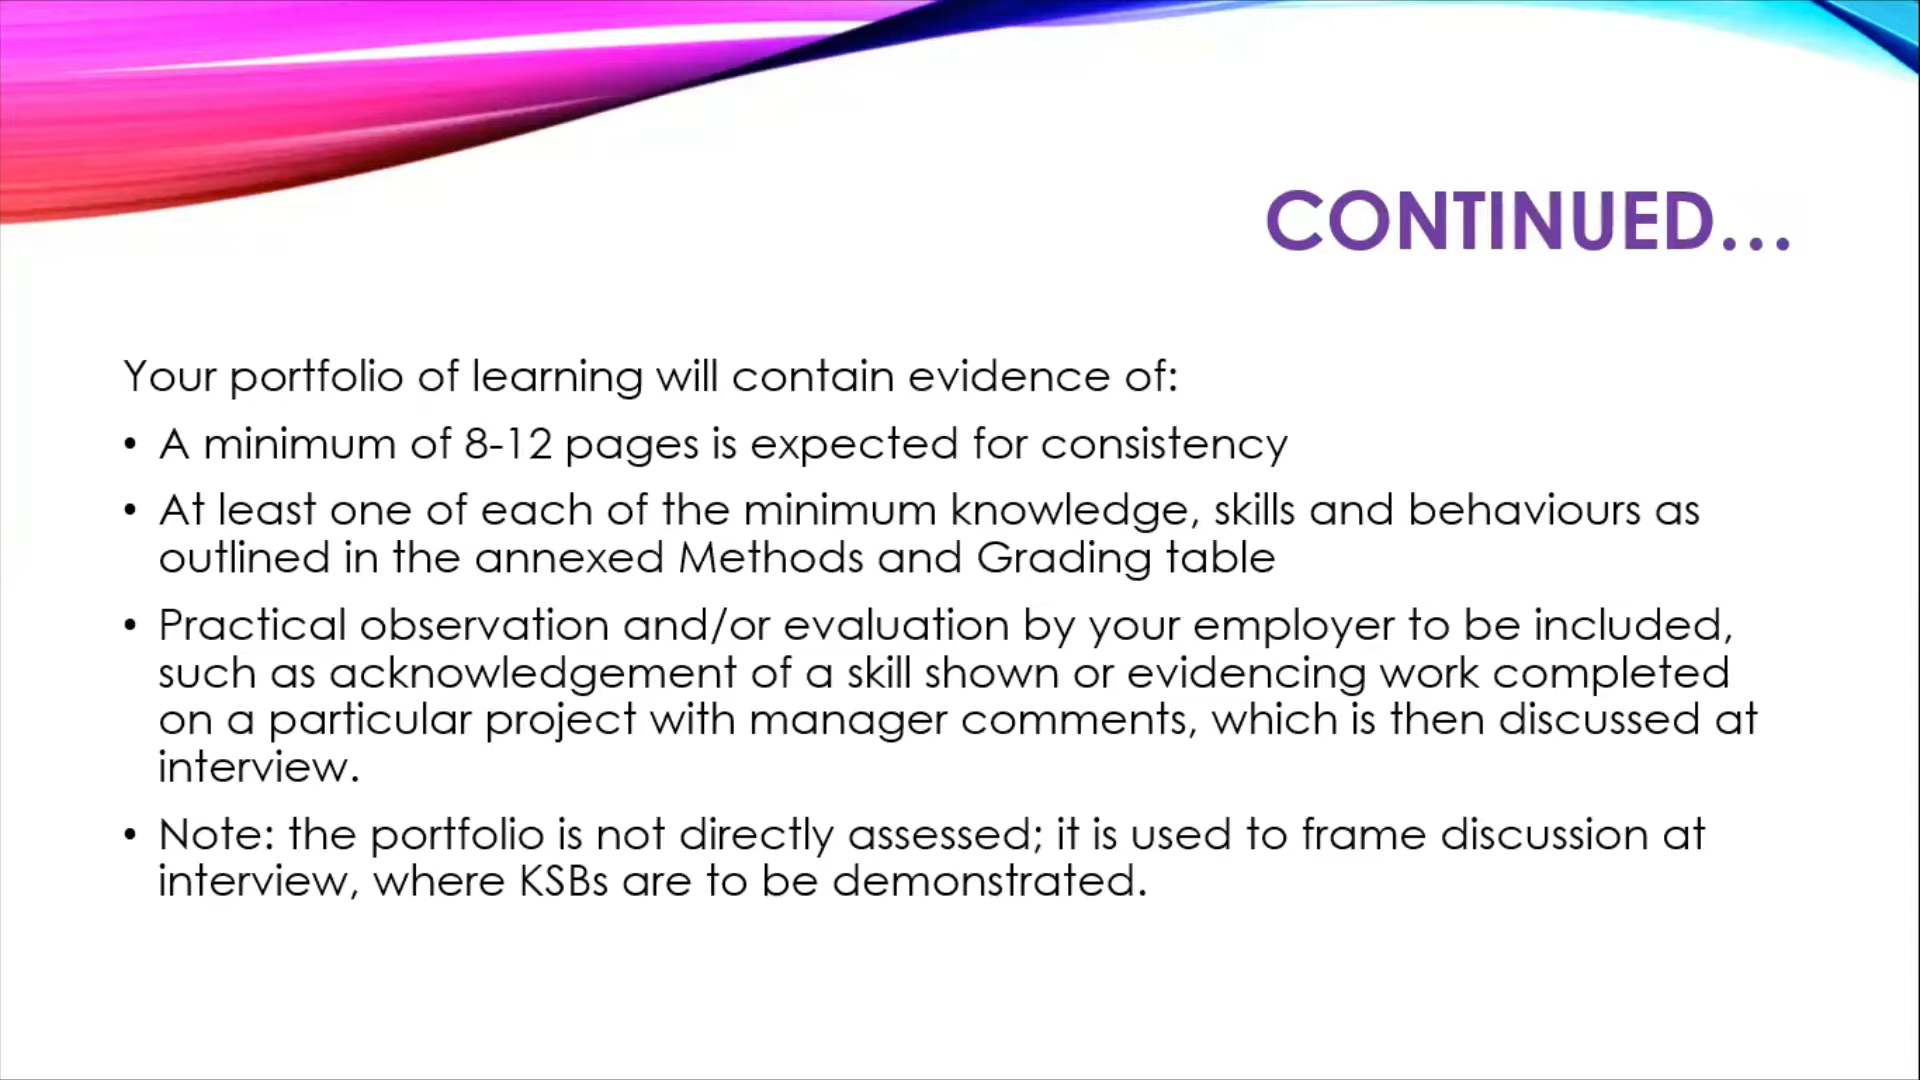 CONTINUED...
Your portfolio of learning will contain evidence of:
• A minimum of 8-12 pages is expected for consistency
• At least one of each of the minimum knowledge, skills and behaviours as
outlined in the annexed Methods and Grading table
• Practical observation and/or evaluation by your employer to be included,
such as acknowledgement of a skill shown or evidencing work completed
on a particular project with manager comments, which is then discussed at
interview.
• Note: the portfolio is not directly assessed; it is used to frame discussion at
interview, where KSBs are to be demonstrated.